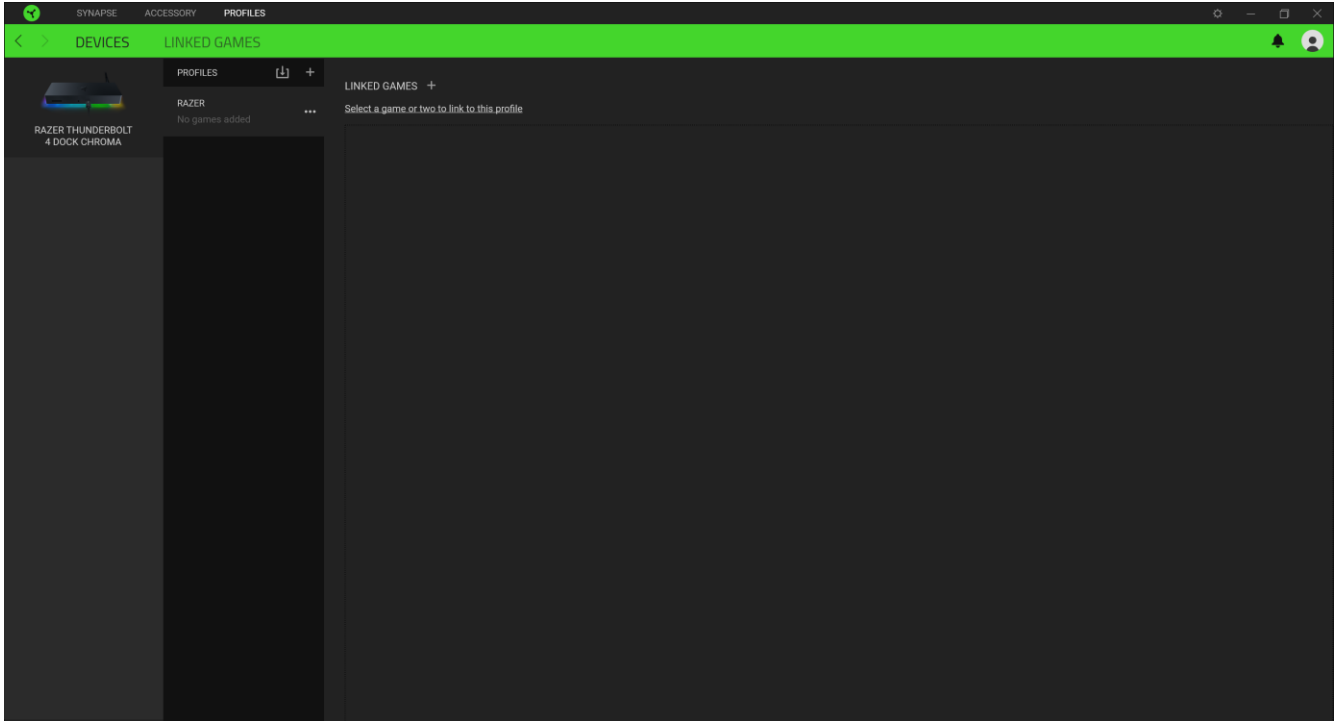 SYNAPSE ACCESSORY PROFILES
DEVICES LINKED GAMES
RAZER THUNDERBOLT
4 DOCK CHROMA
PROFILES
RAZER
No games added
LINKED GAMES
Select a game or two to link to this profile